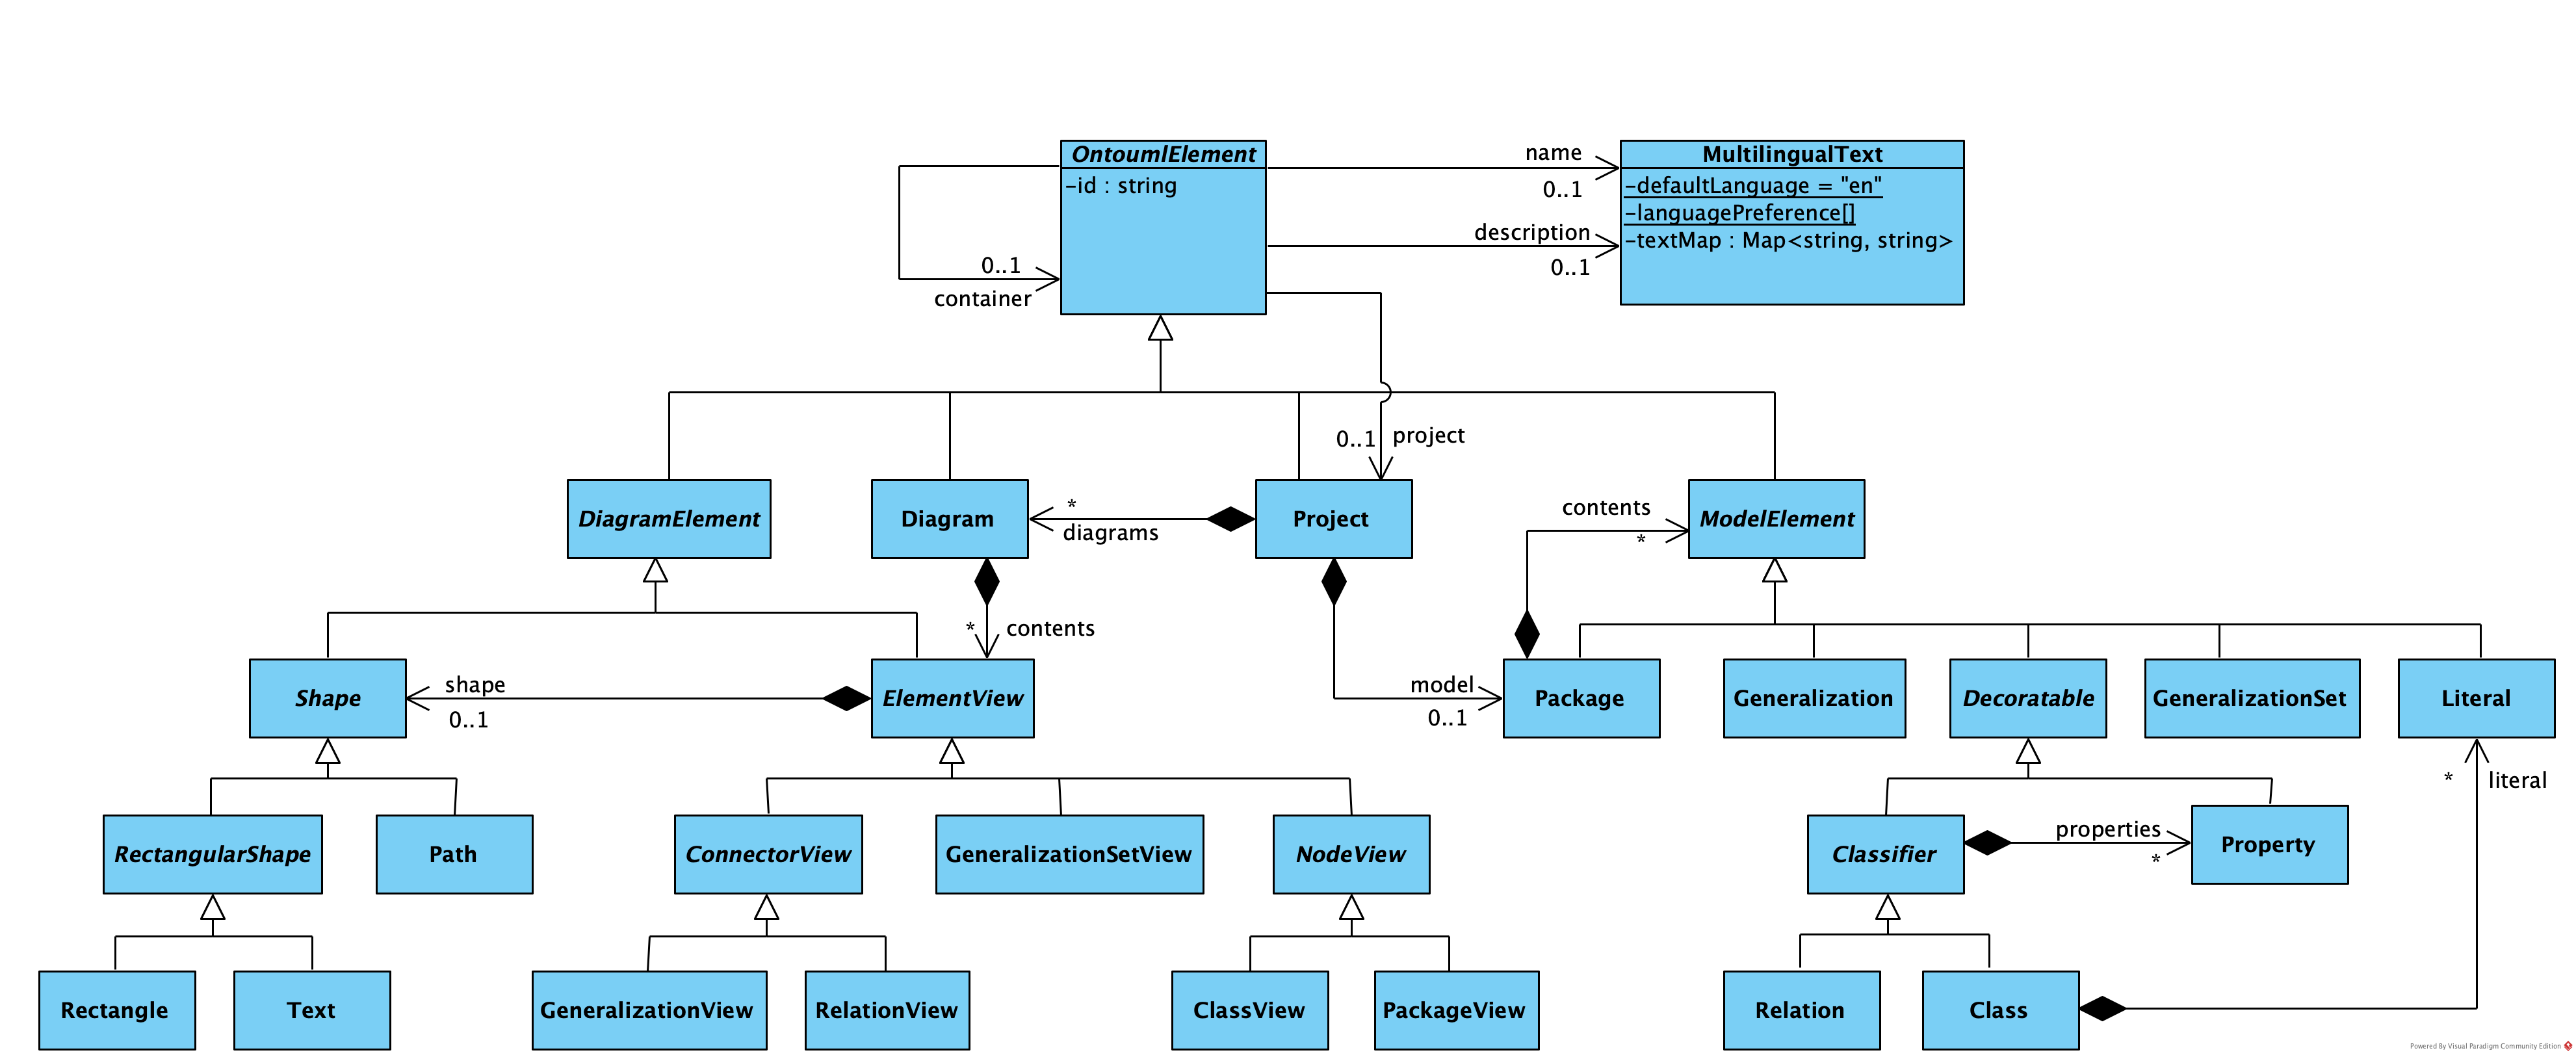 OntoumlElement
-id : string
name
0..1
description
0..1
MultilingualText
-defaultLanguage = "en"
-languagePreference[]
-textMap : Map<string, string>
0..1
container
0..1
project
DiagramElement
Diagram
*
diagrams
Project
contents
*
ModelElement
*
contents
Shape
shape
0..1
ElementView
model
0..1
Package
Generalization
Decoratable
GeneralizationSet
Literal
*
literal
RectangularShape
Path
ConnectorView
GeneralizationSetView
NodeView
Classifier
properties
*
Property
Rectangle
Text
GeneralizationView
RelationView
ClassView
PackageView
Relation
Class
Powered By Visual Paradigm Community Edition